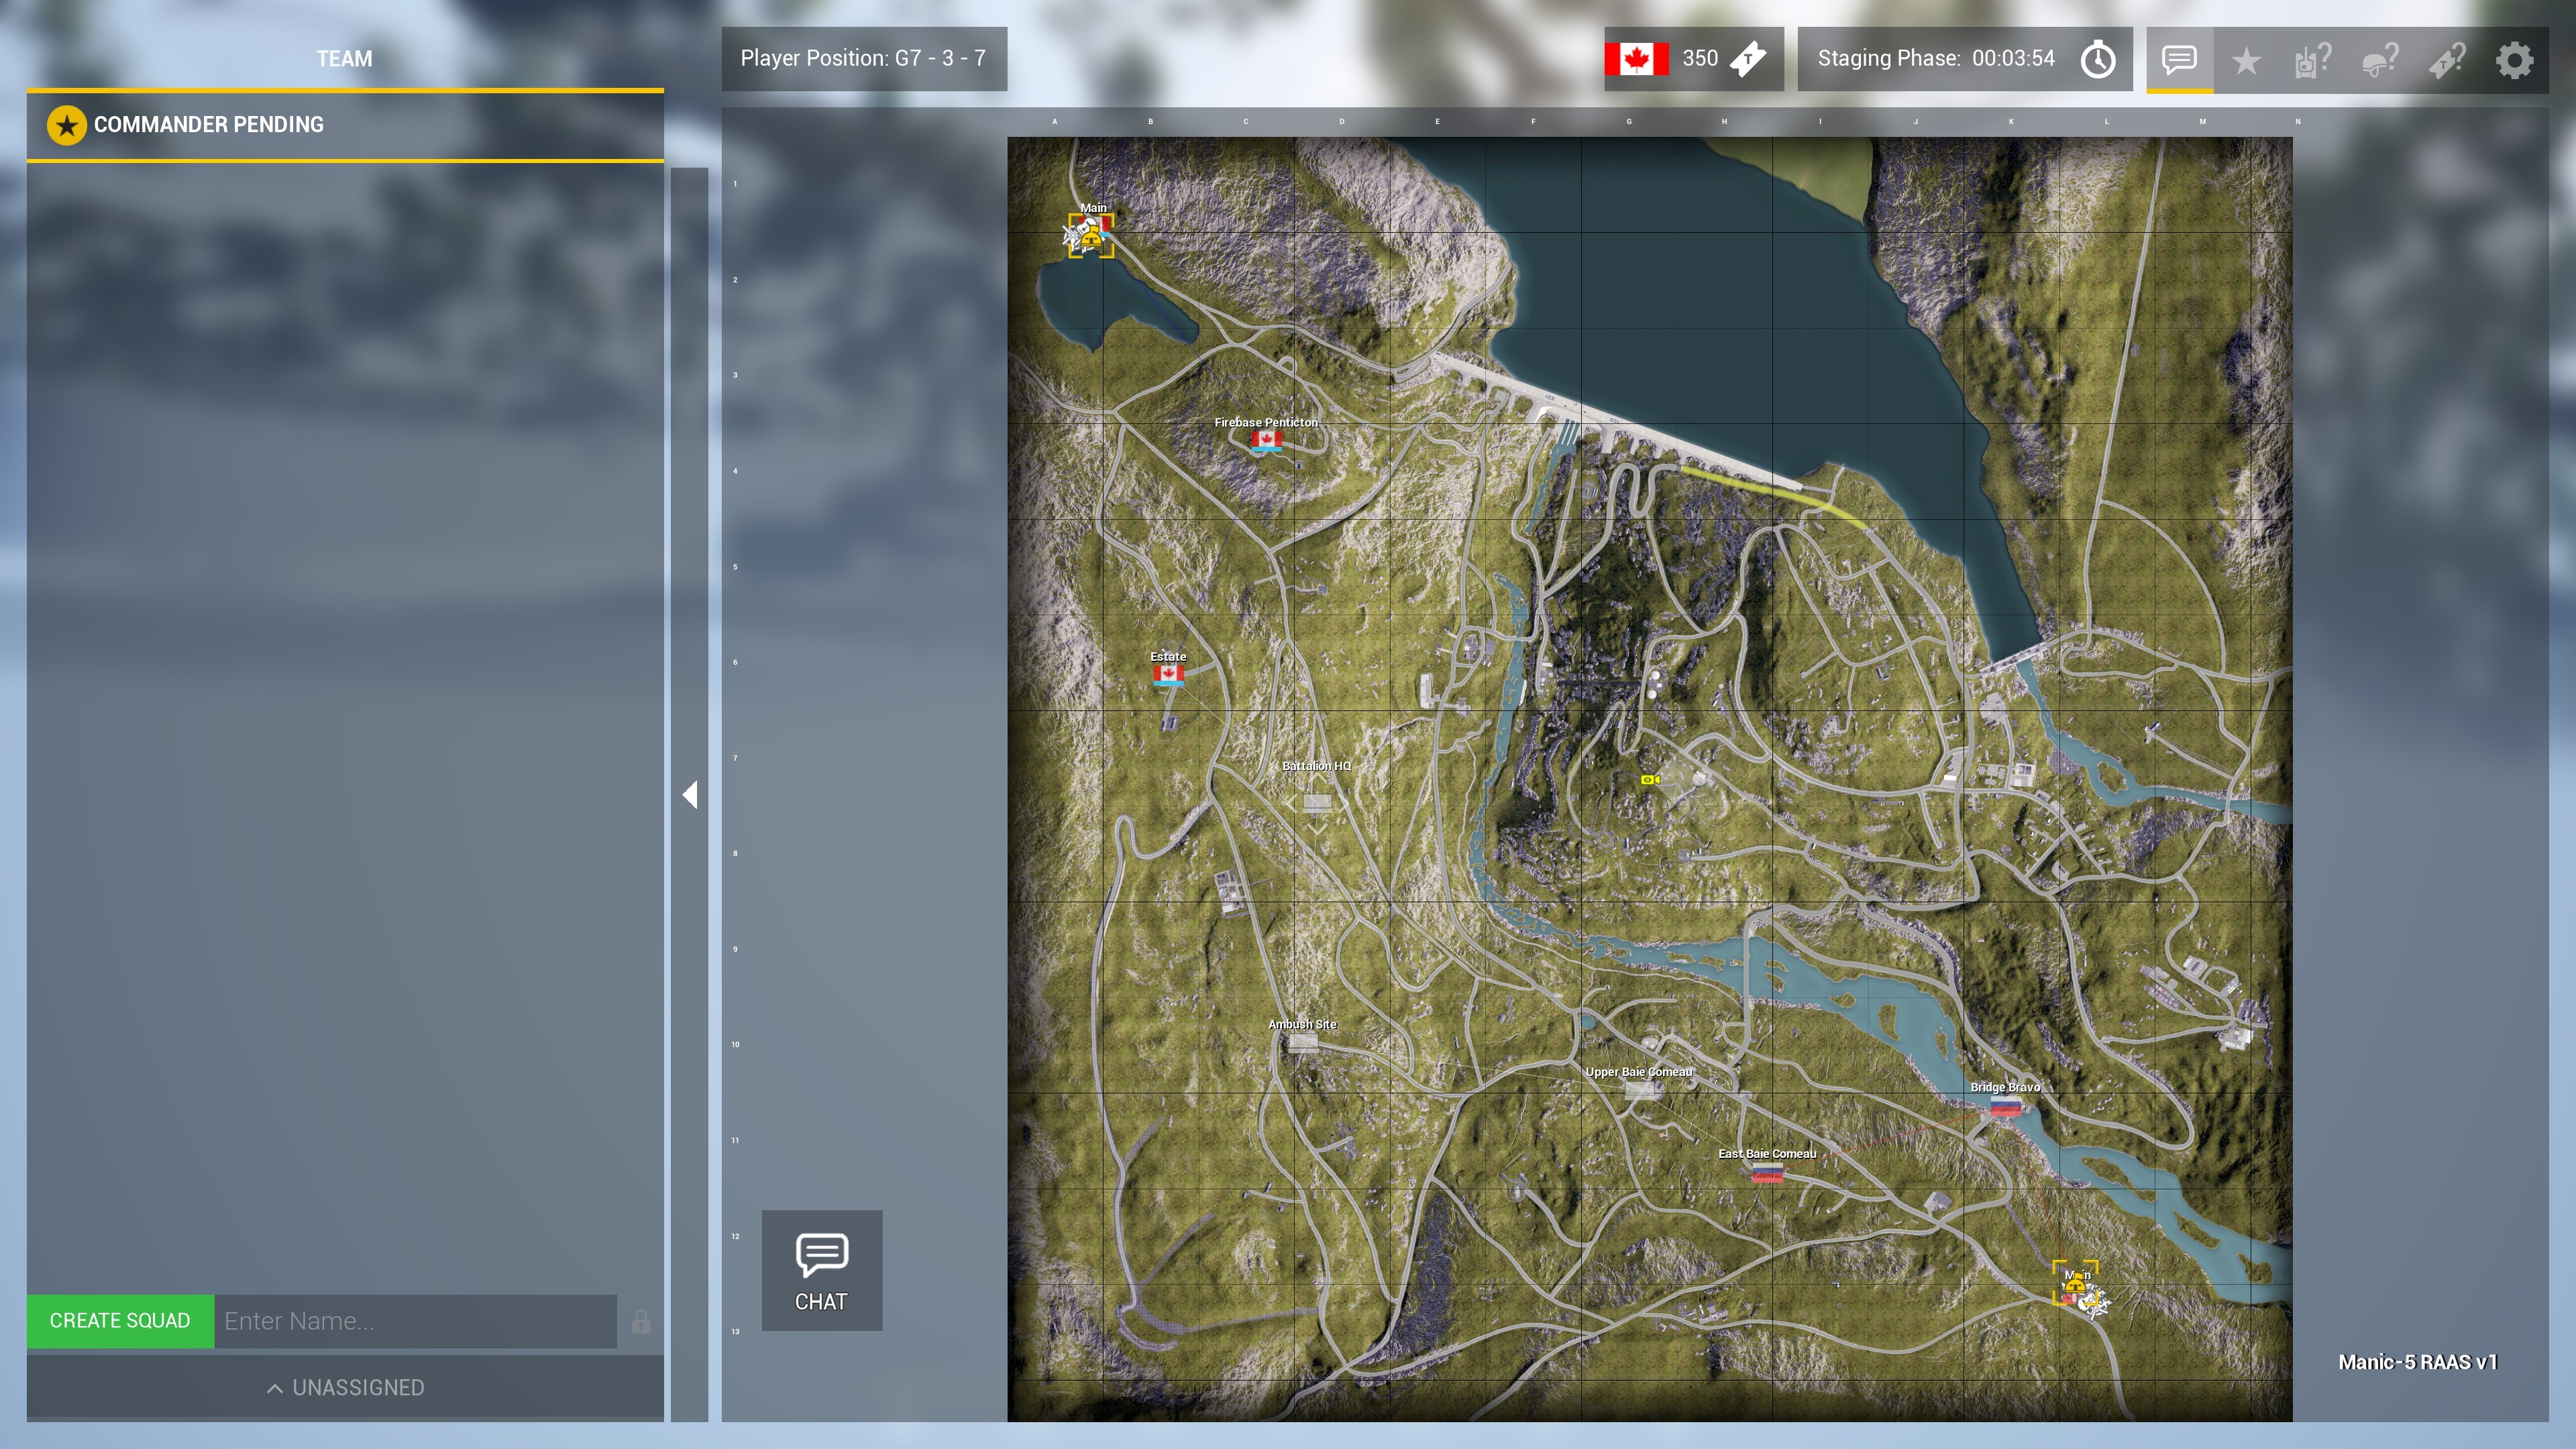 TEAM
Player Position: G7 - 3 - 7
350
Staging Phase: 00:03:54
COMMANDER PENDING
A B C D E F G H I J K L M N
1
Main
2
3
Firebase Penticton
4
5
6
Estate
7
Battalion HQ
8
9
Ambush Site
10
Upper Baie Comeau
Bridge Bravo
11
East Baie Comeau
12
Main
CHAT
CREATE SQUAD Enter Name...
13
Manic-5 RAAS v1
UNASSIGNED